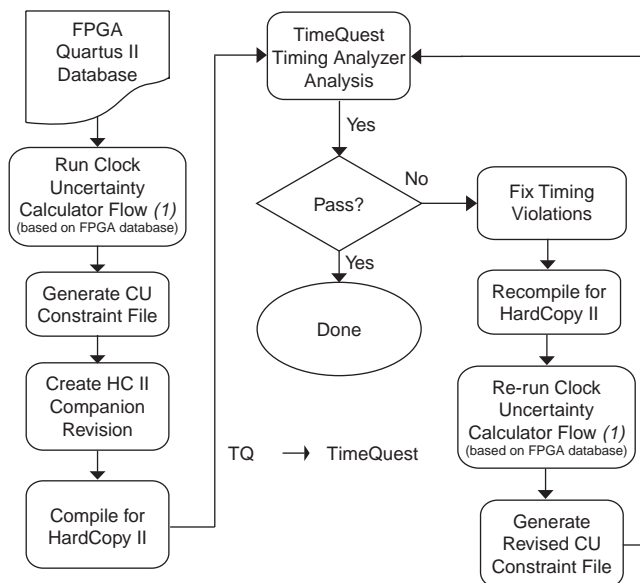 FPGA
Quartus II
Database
Run Clock
Uncertainty
Calculator Flow (1)
(based on FPGA database)
Generate CU
Constraint File
Create HC II
Companion
Revision
Compile for
HardCopy II
TimeQuest
Timing Analyzer
Analysis
Yes
Pass?
No
Yes
Done
TQ
TimeQuest
Fix Timing
Violations
Recompile for
HardCopy II
Re-run Clock
Uncertainty
Calculator Flow (1)
(based on FPGA database)
Generate
Revised CU
Constraint File